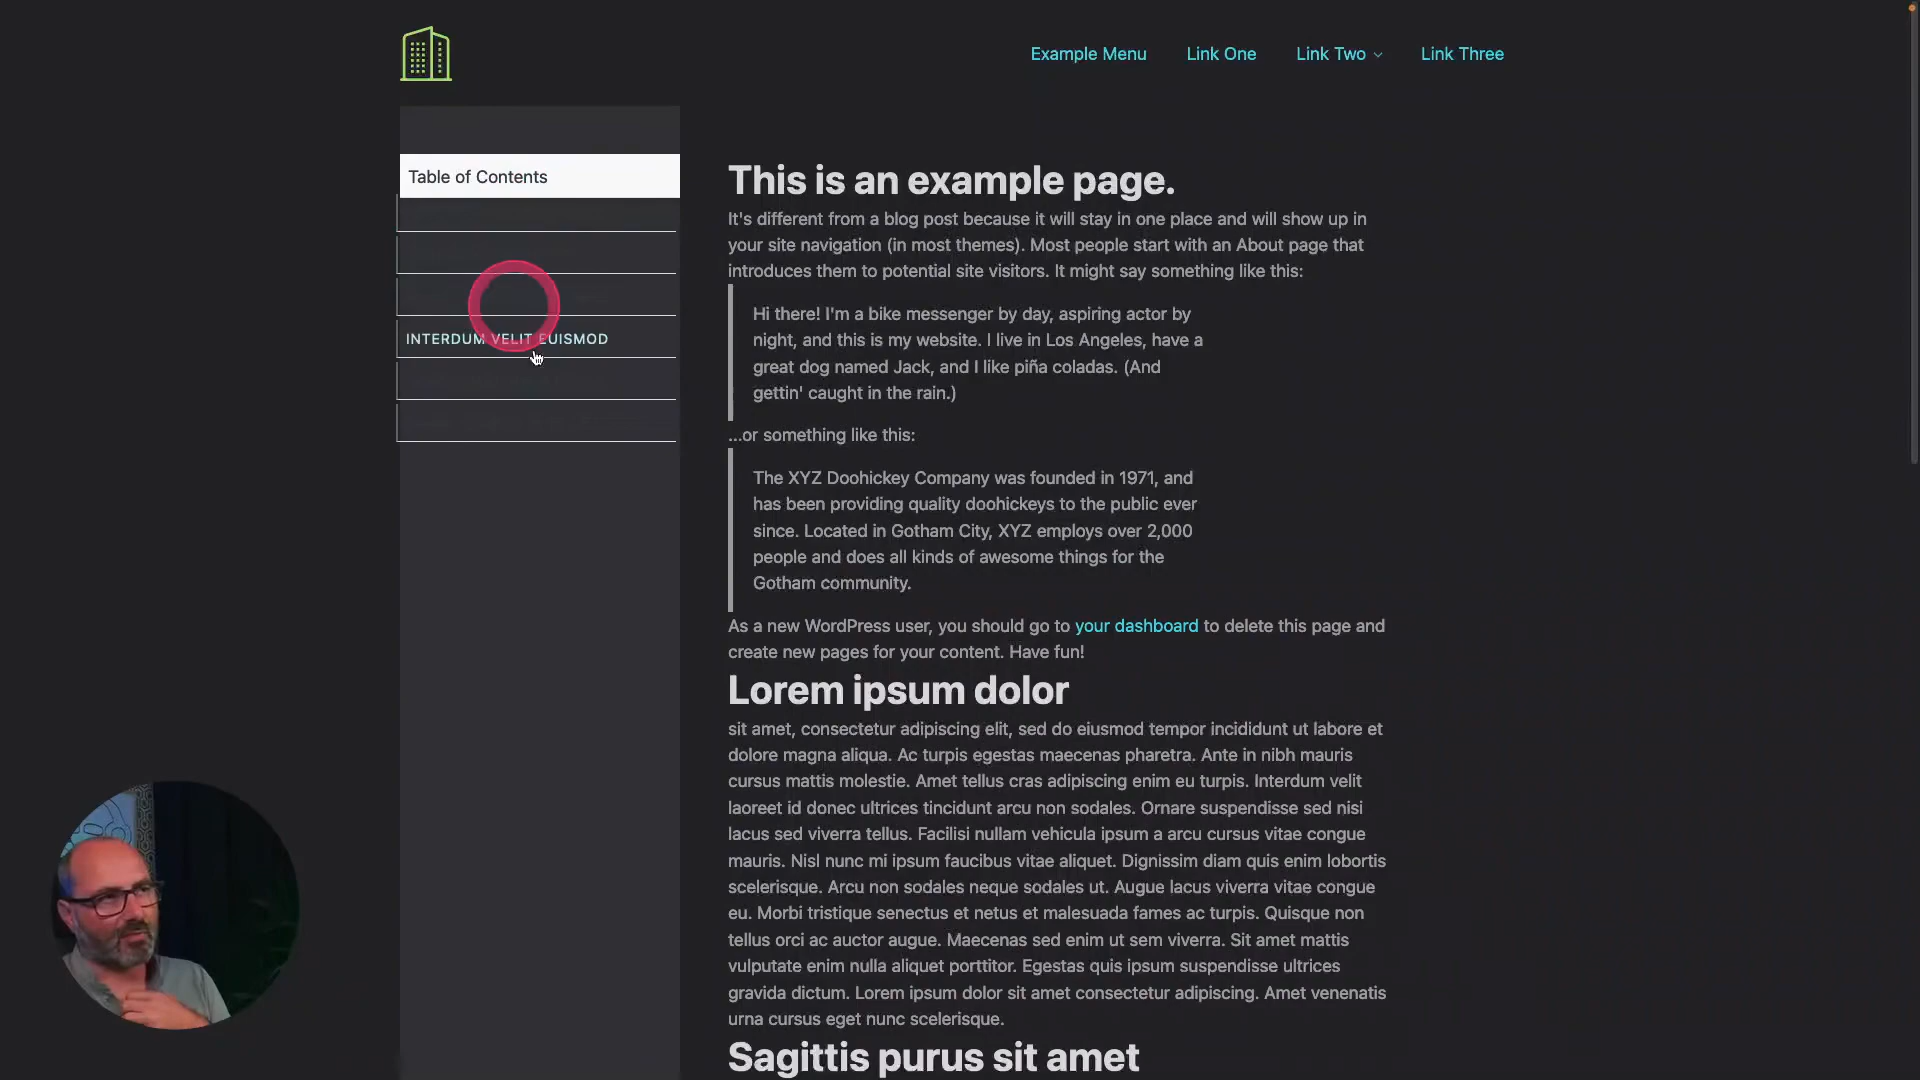 Example Menu
Link One
Link Two
Link Three
Table of Contents
INTERDUM VELIT EUISMOD
This is an example page.
It's different from a blog post because it will stay in one place and will show up in
your site navigation (in most themes). Most people start with an About page that
introduces them to potential site visitors. It might say something like this:
Hi there! I'm a bike messenger by day, aspiring actor by
night, and this is my website. I live in Los Angeles, have a
great dog named Jack, and I like piña coladas. (And
gettin' caught in the rain.)
...or something like this:
The XYZ Doohickey Company was founded in 1971, and
has been providing quality doohickeys to the public ever
since. Located in Gotham City, XYZ employs over 2,000
people and does all kinds of awesome things for the
Gotham community.
As a new WordPress user, you should go to your dashboard to delete this page and
create new pages for your content. Have fun!
Lorem ipsum dolor
sit amet, consectetur adipiscing elit, sed do eiusmod tempor incididunt ut labore et
dolore magna aliqua. Ac turpis egestas maecenas pharetra. Ante in nibh mauris
cursus mattis molestie. Amet tellus cras adipiscing enim eu turpis. Interdum velit
laoreet id donec ultrices tincidunt arcu non sodales. Ornare suspendisse sed nisi
lacus sed viverra tellus. Facilisi nullam vehicula ipsum a arcu cursus vitae congue
mauris. Nisl nunc mi ipsum faucibus vitae aliquet. Dignissim diam quis enim lobortis
scelerisque. Arcu non sodales neque sodales ut. Augue lacus viverra vitae congue
eu. Morbi tristique senectus et netus et malesuada fames ac turpis. Quisque non
tellus orci ac auctor augue. Maecenas sed enim ut sem viverra. Sit amet mattis
vulputate enim nulla aliquet porttitor. Egestas quis ipsum suspendisse ultrices
gravida dictum. Lorem ipsum dolor sit amet consectetur adipiscing. Amet venenatis
urna cursus eget nunc scelerisque.
Sagittis purus sit amet